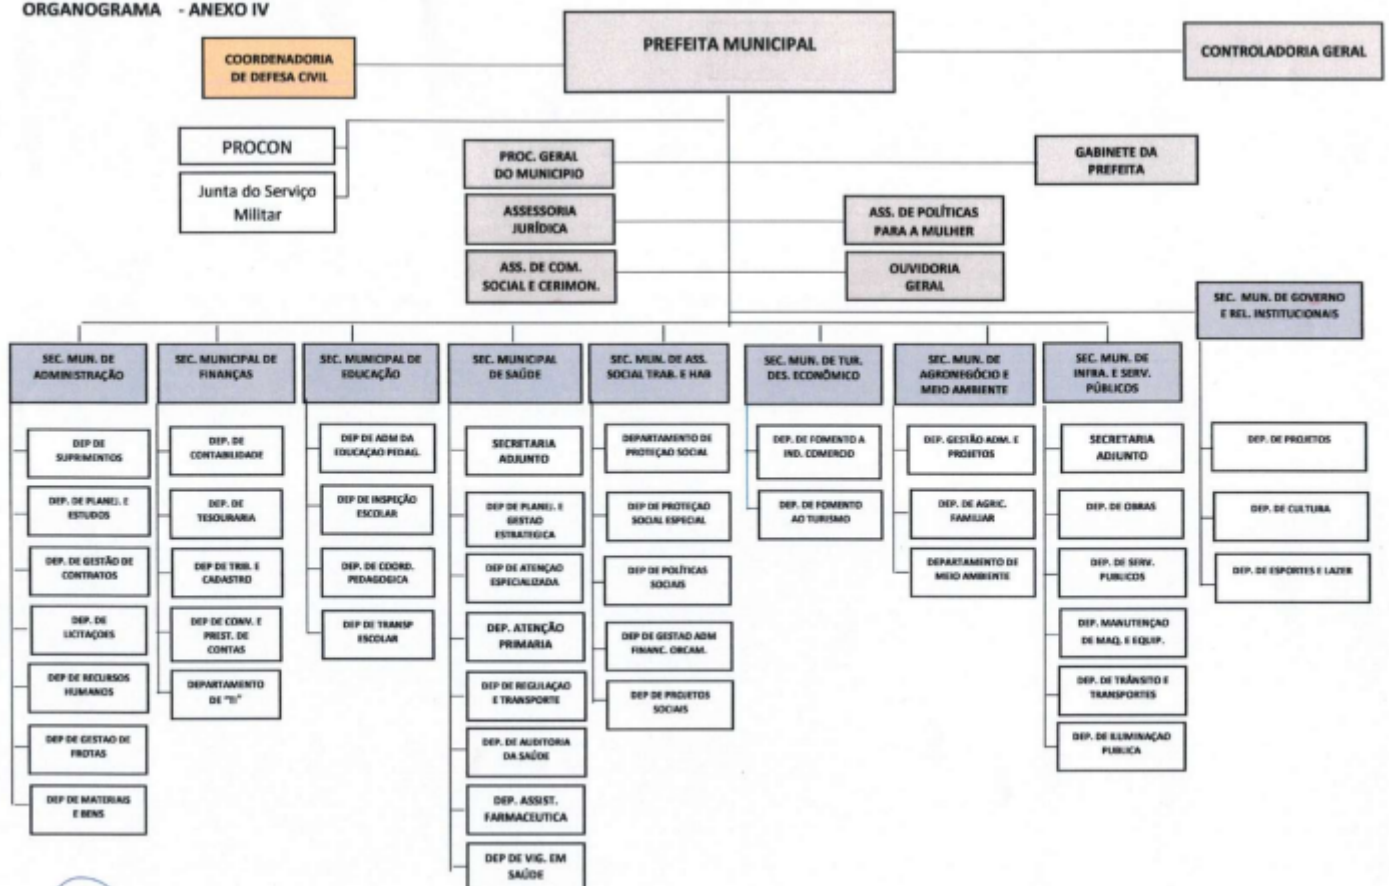 ORGANOGRAMA - ANEXO IV
COORDENADORIA
DE DEFESA CIVIL
PREFEITA MUNICIPAL
CONTROLADORIA GERAL
PROCON
Junta do Serviço
Militar
PROC. GERAL
DO MUNICIPIO
GABINETE DA
PREFEITA
ASSESSORIA
JURÍDICA
ASS. DE POLÍTICAS
PARA A MULHER
ASS. DE COM.
SOCIAL E CERIMON.
OUVIDORIA
GERAL
SEC. MUN. DE GOVERNO
E REL. INSTITUCIONAIS
SEC. MUN. DE
ADMINISTRAÇÃO
SEC. MUNICIPAL DE
FINANÇAS
SEC. MUNICIPAL DE
EDUCAÇÃO
SEC. MUNICIPAL
DE SAÚDE
SEC. MUN. DE ASS.
SOCIAL TRAB. E HAB
SEC. MUN. DE TUR.
DES. ECONÔMICO
SEC. MUN. DE
AGRONEGÓCIO E
MEIO AMBIENTE
SEC. MUN. DE
INFRA. E SERV.
PÚBLICOS
DEP DE
SUPRIMENTOS
DEP. DE PLANEJ. E
ESTUDOS
DEP. DE GESTÃO DE
CONTRATOS
DEP. DE
LICITAÇOES
DEP DE RECURSOS
HUMANOS
DEP DE GESTAO DE
FROTAS
DEP DE MATERIAIS
E BENS
DEP. DE
CONTABILIDADE
DEP. DE
TESOURARIA
DEP DE TRIB. E
CADASTRO
DEP DE CONV. E
PREST. DE
CONTAS
DEPARTAMENTO
DE "TI"
DEP DE ADM DA
EDUCAÇAO PEDAG.
DEP DE INSPEÇÃO
ESCOLAR
DEP. DE COORD.
PEDAGOGICA
DEP DE TRANSP
ESCOLAR
SECRETARIA
ADJUNTO
DEP DE PLANEJ. E
GESTAO
ESTRATEGICA
DEP DE ATENÇAO
ESPECIALIZADA
DEP. ATENÇÃO
PRIMARIA
DEP DE REGULAÇAO
E TRANSPORTE
DEP. DE AUDITORIA
DA SAÚDE
DEP. ASSIST.
FARMACEUTICA
DEP DE VIG. EM
SAÚDE
DEPARTAMENTO DE
PROTEÇÃO SOCIAL
DEP DE PROTEÇAO
SOCIAL ESPECIAL
DEP DE POLÍTICAS
SOCIAIS
DEP DE GESTAO ADM
FINANC. ORCAM.
DEP DE PROJETOS
SOCIAIS
DEP. DE FOMENTO A
IND. COMERCIO
DEP. DE FOMENTO
AO TURISMO
DEP. GESTÃO ADM. E
PROJETOS
DEP. DE AGRIC.
FAMILIAR
DEPARTAMENTO DE
MEIO AMBIENTE
SECRETARIA
ADJUNTO
DEP. DE OBRAS
DEP. DE SERV.
PUBLICOS
DEP. MANUTENÇAO
DE MAQ. E EQUIP.
DEP. DE TRÂNSITO E
TRANSPORTES
DEP. DE ILUMINAÇAO
PUBLICA
DEP. DE PROJETOS
DEP. DE CULTURA
DEP. DE ESPORTES E LAZER